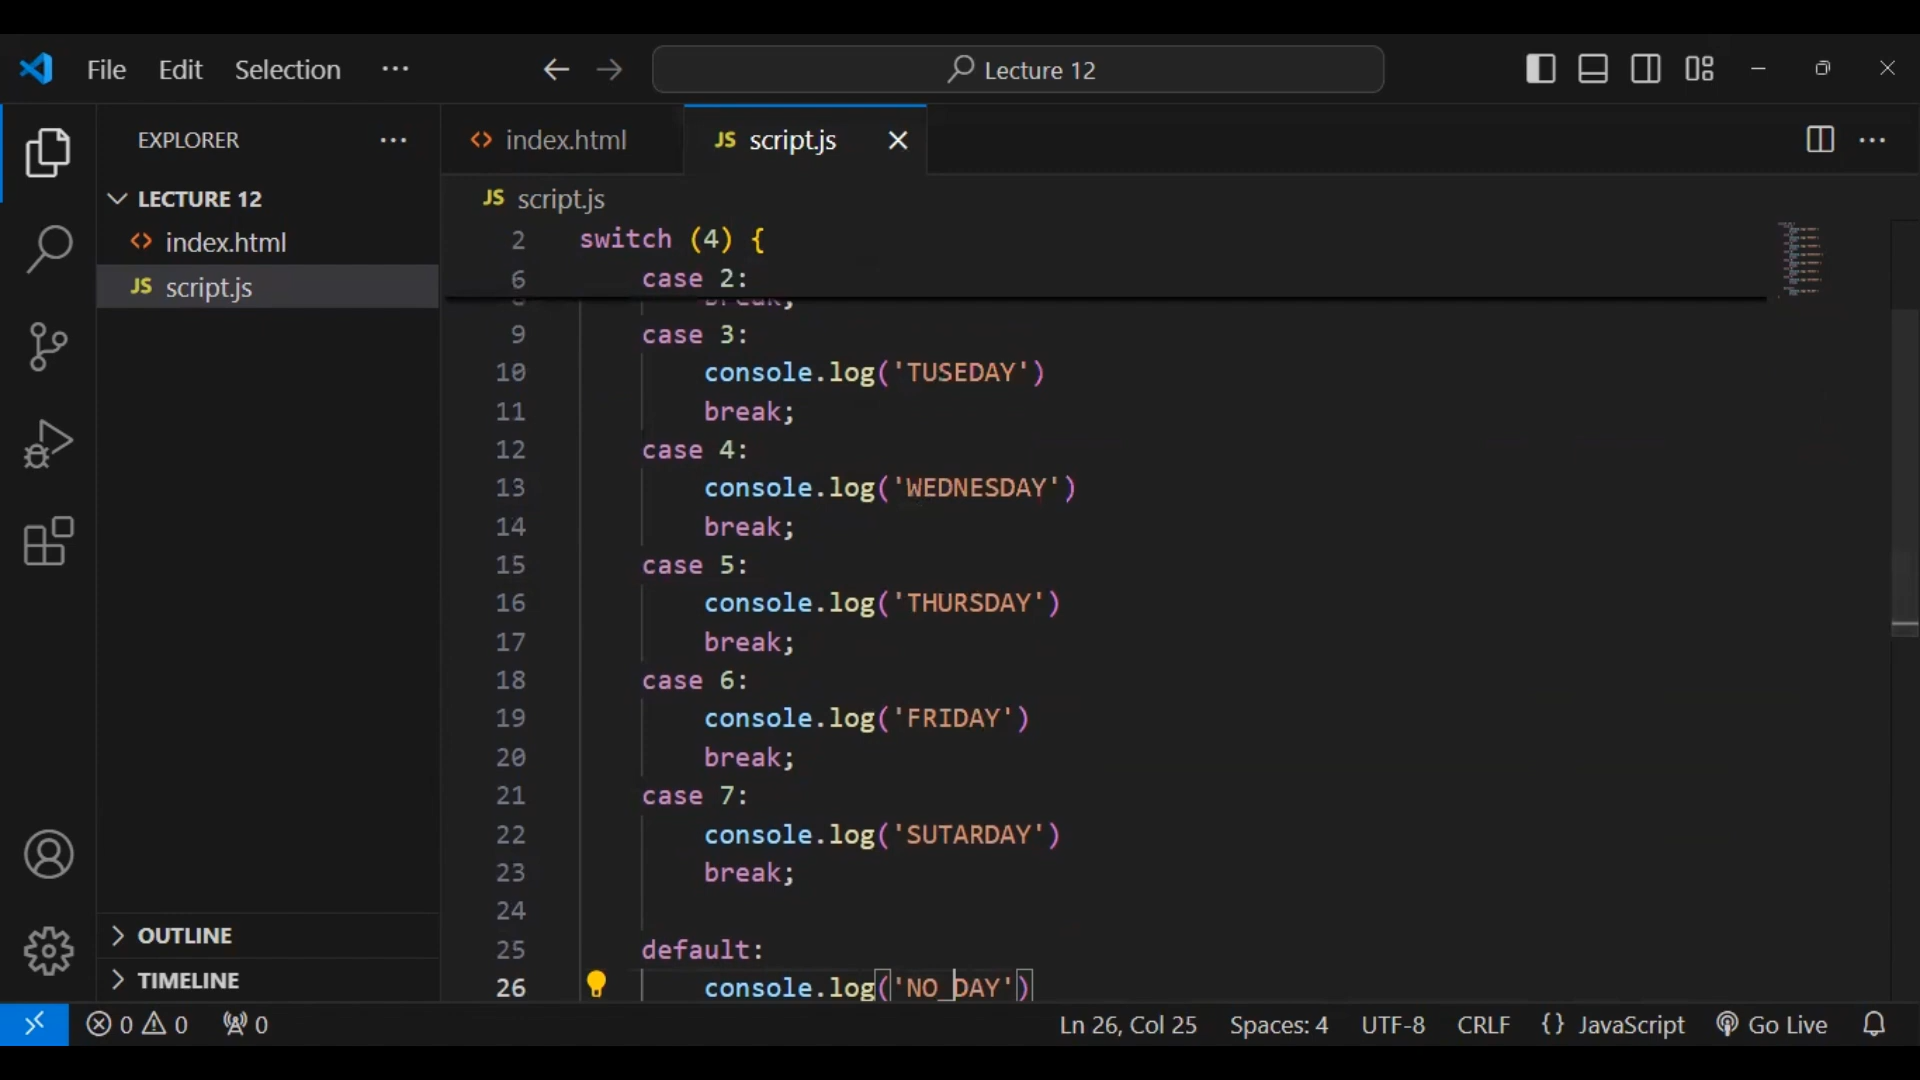 File Edit Selection ··· Lecture 12
EXPLORER ···
LECTURE 12
<> index.html
JS script.js
OUTLINE
TIMELINE
<> index.html JS script.js ···
JS script.js
2 switch (4) {
6 case 2:
8 break;
9 case 3:
10 console.log('TUSEDAY')
11 break;
12 case 4:
13 console.log('WEDNESDAY')
14 break;
15 case 5:
16 console.log('THURSDAY')
17 break;
18 case 6:
19 console.log('FRIDAY')
20 break;
21 case 7:
22 console.log('SUTARDAY')
23 break;
24
25 default:
26 console.log('NO_DAY')
0 0 0 Ln 26, Col 25 Spaces: 4 UTF-8 CRLF {} JavaScript Go Live